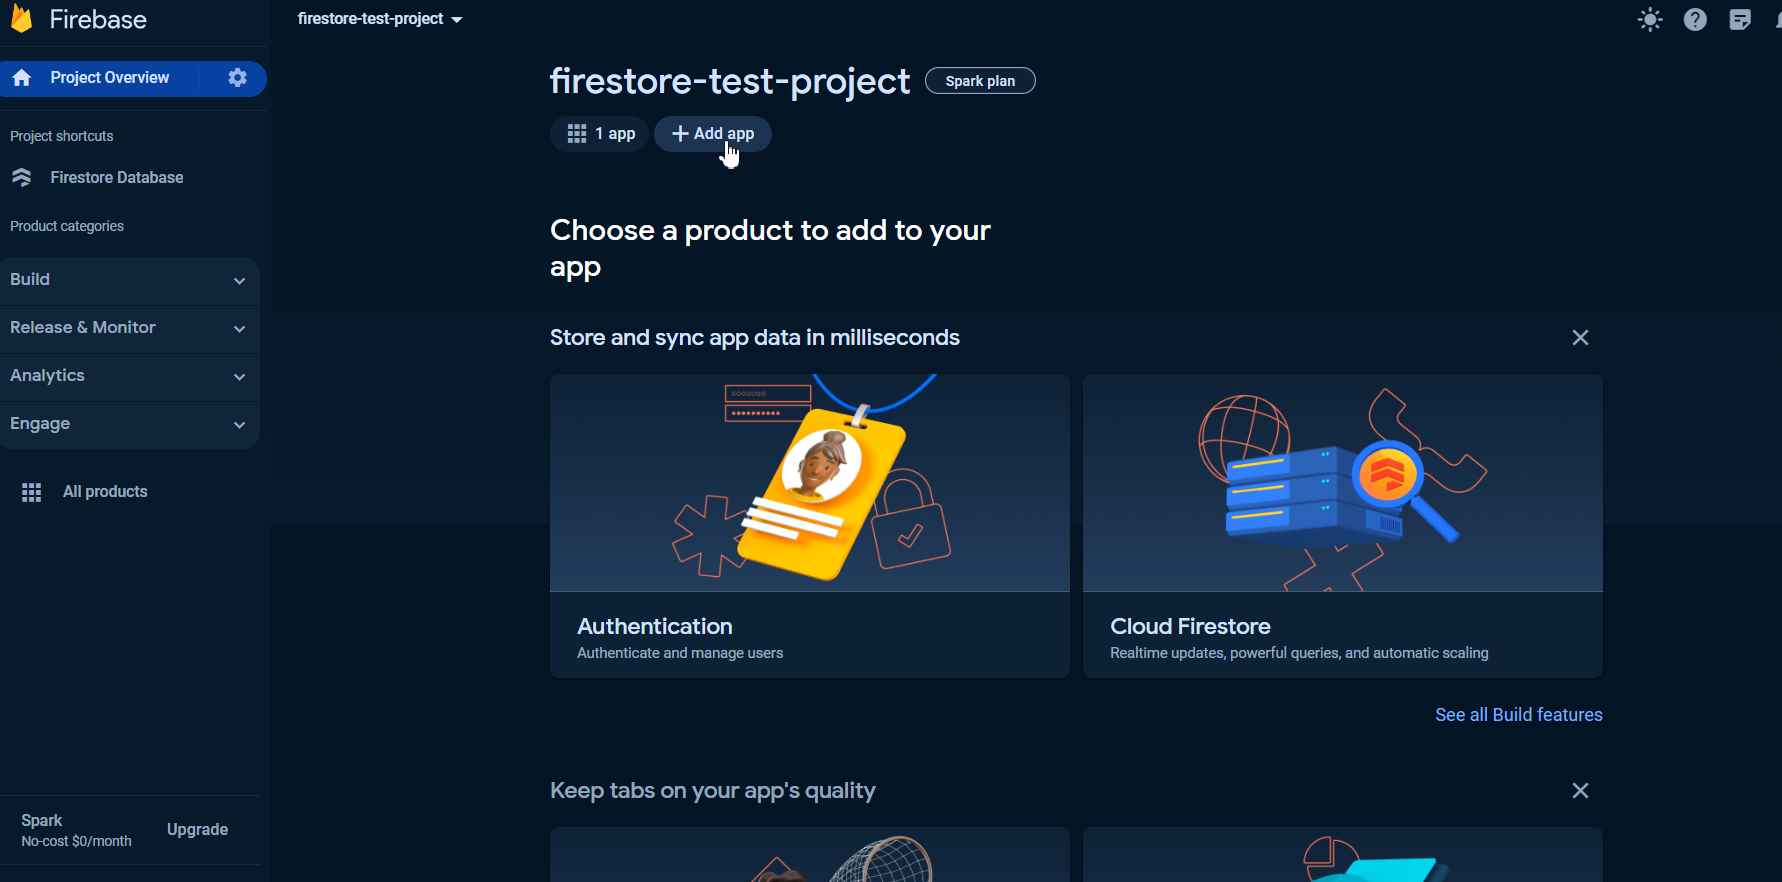 Firebase
firestore-test-project
Project Overview
Project shortcuts
Firestore Database
Product categories
Build
Release & Monitor
Analytics
Engage
All products
Spark
No-cost $0/month
Upgrade
firestore-test-project
Spark plan
1 app
Add app
Choose a product to add to your
app
Store and sync app data in milliseconds
Authentication
Authenticate and manage users
Cloud Firestore
Realtime updates, powerful queries, and automatic scaling
See all Build features
Keep tabs on your app's quality